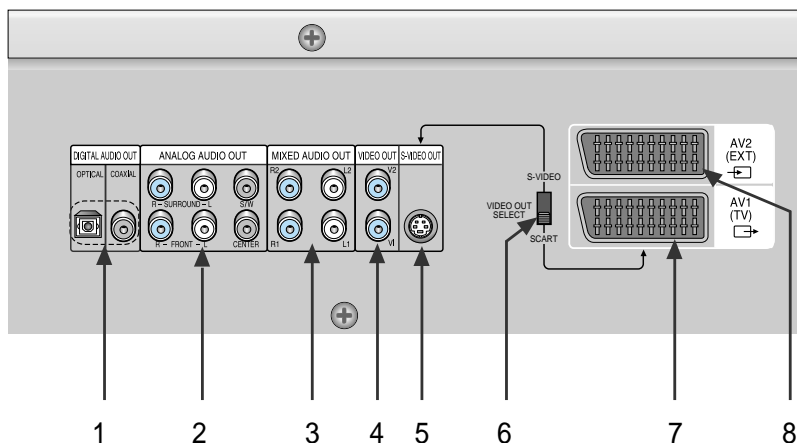 DIGITAL AUDIO OUT
OPTICAL COAXIAL
ANALOG AUDIO OUT
R – SURROUND – L S/W
R – FRONT – L CENTER
MIXED AUDIO OUT
R2 L2
R1 L1
VIDEO OUT
V2
V1
S-VIDEO OUT
S-VIDEO
VIDEO OUT
SELECT
SCART
AV2
(EXT)
AV1
(TV)
1 2 3 4 5 6 7 8